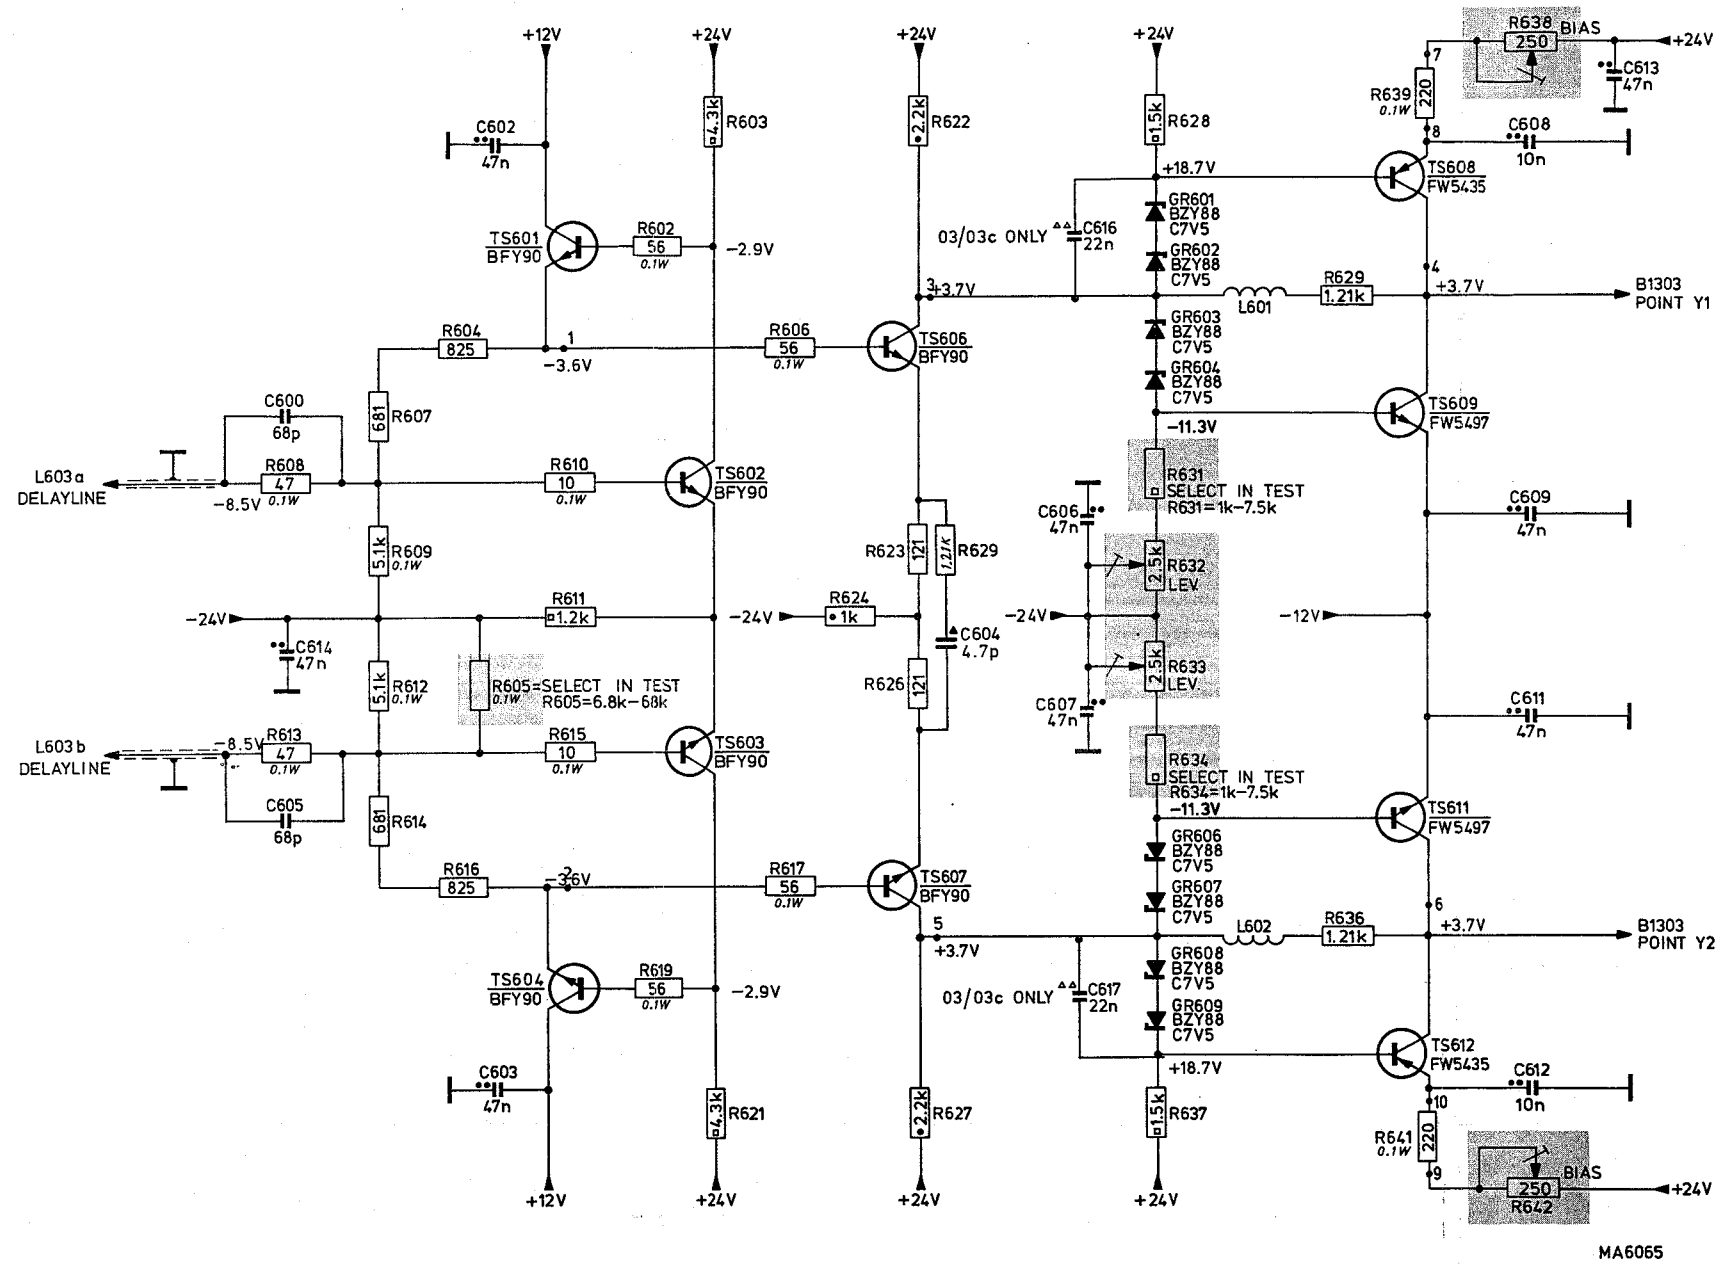 +12V
+24V
+24V
+24V
R638 BIAS
250
+24V
7
C613
47n
R639
0.1W
220
C602
47n
4.3k
R603
2.2k
R622
1.5k
R628
8
C608
10n
+18.7V
TS608
FW5435
TS601
BFY90
R602
56
0.1W
-2.9V
03/03c ONLY
C616
22n
GR601
BZY88
C7V5
GR602
BZY88
C7V5
4
3
+3.7V
L601
R629
1.21k
+3.7V
B1303
POINT Y1
R604
825
1
-3.6V
R606
56
0.1W
TS606
BFY90
GR603
BZY88
C7V5
GR604
BZY88
C7V5
C600
68p
681
R607
-11.3V
TS609
FW5497
L603a
DELAYLINE
-8.5V
R608
47
0.1W
R610
10
0.1W
TS602
BFY90
R631
SELECT IN TEST
R631=1k-7.5k
C609
47n
C606
47n
5.1k
R609
0.1W
R623
121
1.21K
R629
2.5k
R632
LEV.
-24V
R611
1.2k
-24V
R624
1k
-24V
-12V
C614
47n
C604
4.7p
5.1k
R612
0.1W
R605=SELECT IN TEST
0.1W
R605=6.8k-68k
R626
121
2.5k
R633
LEV.
C607
47n
C611
47n
L603b
DELAYLINE
-8.5V
R613
47
0.1W
R615
10
0.1W
TS603
BFY90
R634
SELECT IN TEST
R634=1k-7.5k
-11.3V
C605
68p
681
R614
TS611
FW5497
GR606
BZY88
C7V5
R616
825
2
-3.6V
R617
56
0.1W
TS607
BFY90
GR607
BZY88
C7V5
6
5
+3.7V
L602
R636
1.21k
+3.7V
B1303
POINT Y2
TS604
BFY90
R619
56
0.1W
-2.9V
03/03c ONLY
C617
22n
GR608
BZY88
C7V5
GR609
BZY88
C7V5
TS612
FW5435
+18.7V
C603
47n
4.3k
R621
2.2k
R627
1.5k
R637
C612
10n
10
R641
0.1W
220
9
BIAS
250
R642
+24V
+12V
+24V
+24V
+24V
MA6065